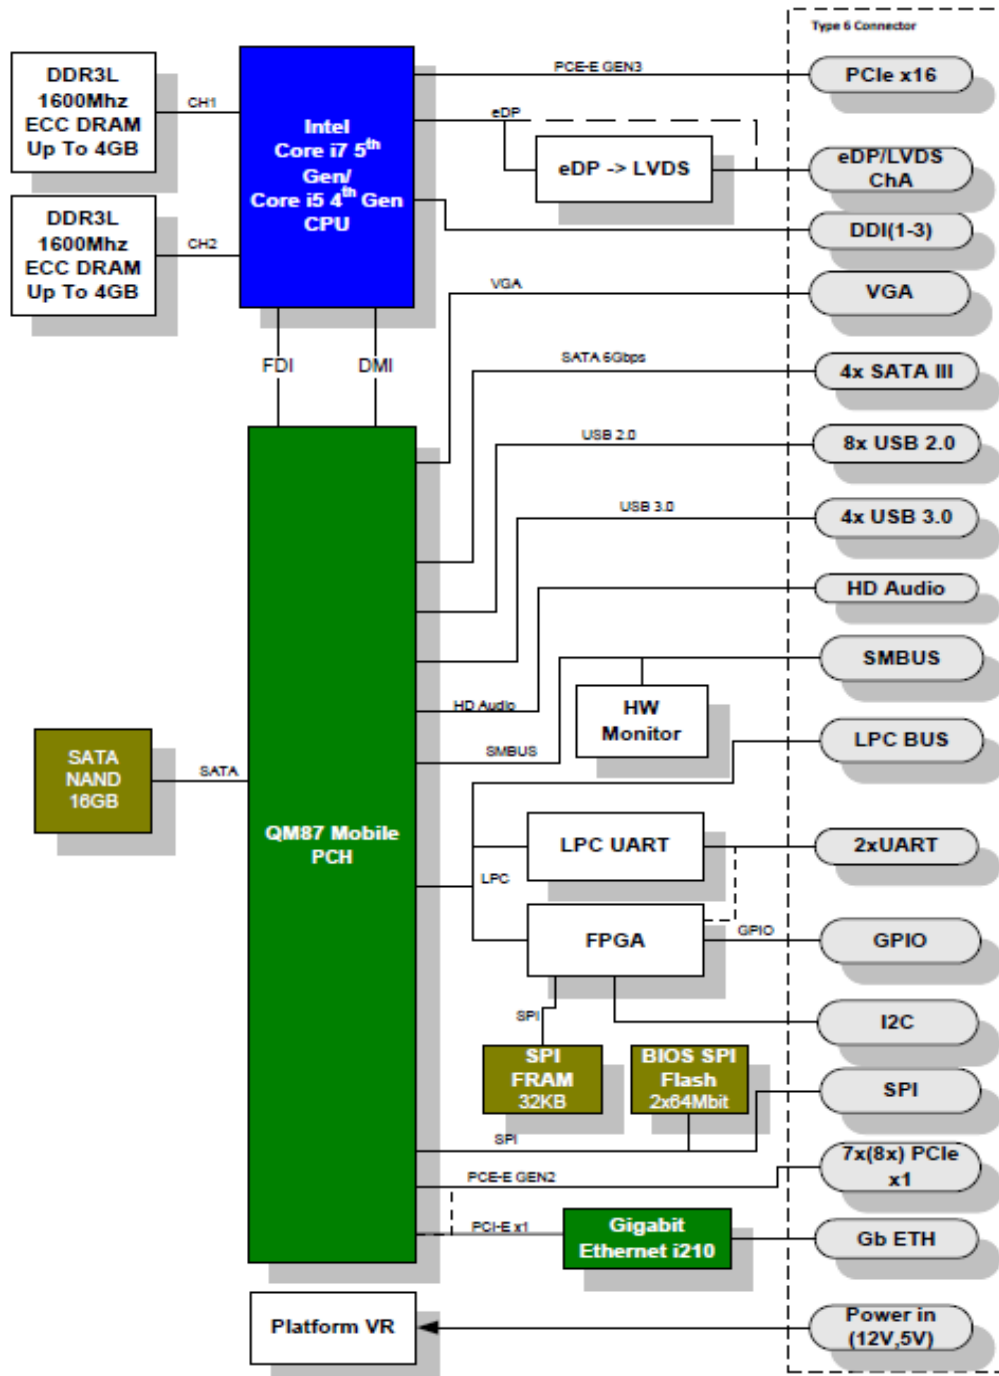 Type 6 Connector
DDR3L
1600Mhz
ECC DRAM
Up To 4GB
CH1
DDR3L
1600Mhz
ECC DRAM
Up To 4GB
CH2
Intel
Core i7 5th
Gen/
Core i5 4th Gen
CPU
PCE-E GEN3
PCIe x16
eDP
eDP -> LVDS
eDP/LVDS
ChA
DDI(1-3)
VGA
VGA
FDI
DMI
SATA 6Gbps
4x SATA III
USB 2.0
8x USB 2.0
USB 3.0
4x USB 3.0
HD Audio
HD Audio
SMBUS
SMBUS
HW
Monitor
LPC BUS
SATA
NAND
16GB
SATA
QM87 Mobile
PCH
LPC
LPC UART
2xUART
FPGA
GPIO
GPIO
I2C
SPI
SPI
FRAM
32KB
BIOS SPI
Flash
2x64Mbit
SPI
SPI
PCE-E GEN2
7x(8x) PCIe
x1
PCI-E x1
Gigabit
Ethernet i210
Gb ETH
Platform VR
Power in
(12V,5V)